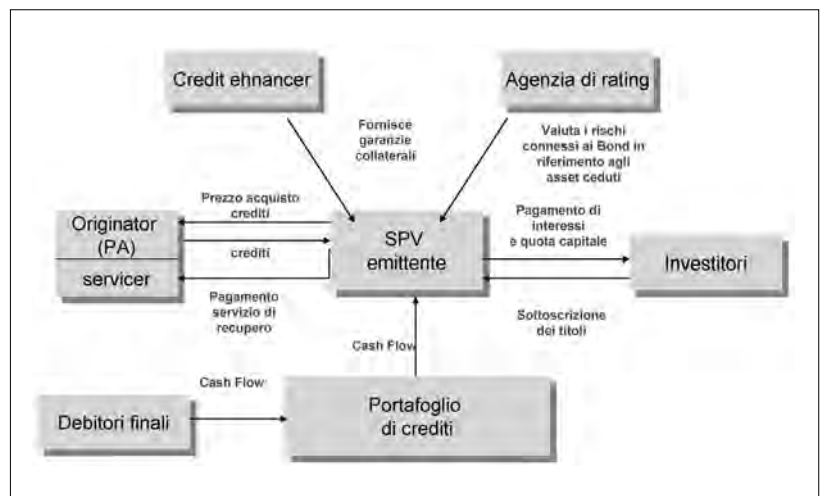 Credit ehnancer
Agenzia di rating
Fornisce
garanzie
collaterali
Valuta i rischi
connessi ai Bond in
riferimento agli
asset ceduti
Prezzo acquisto
crediti
Originator
(PA)
servicer
crediti
SPV
emittente
Pagamento di
interessi
e quota capitale
Investitori
Pagamento
servizio di
recupero
Sottoscrizione
dei titoli
Cash Flow
Cash Flow
Debitori finali
Portafoglio
di crediti